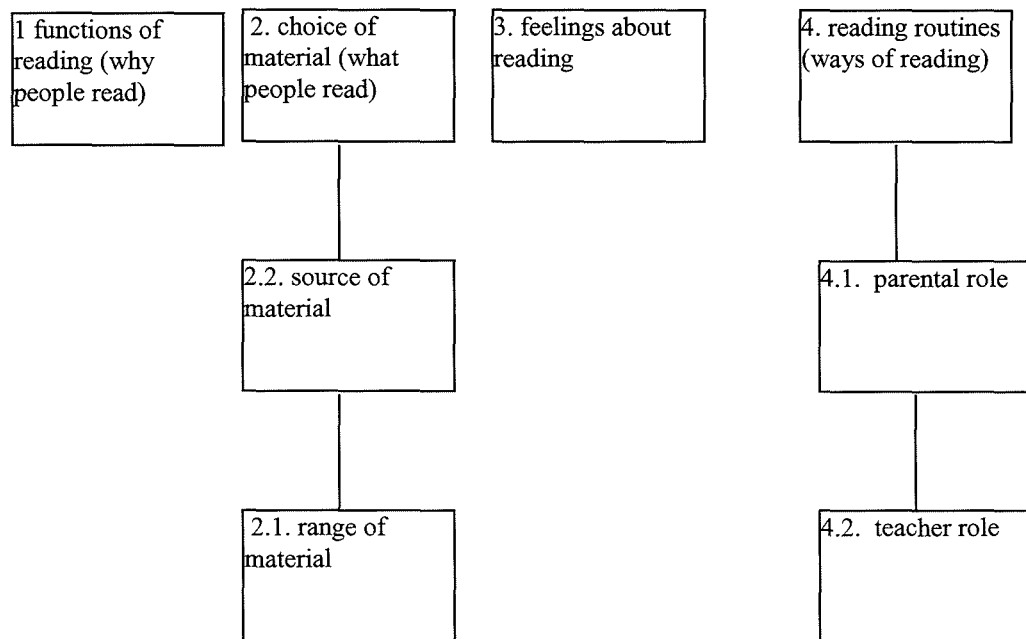 1 functions of
reading (why
people read)
2. choice of
material (what
people read)
3. feelings about
reading
4. reading routines
(ways of reading)
2.2. source of
material
4.1. parental role
2.1. range of
material
4.2. teacher role